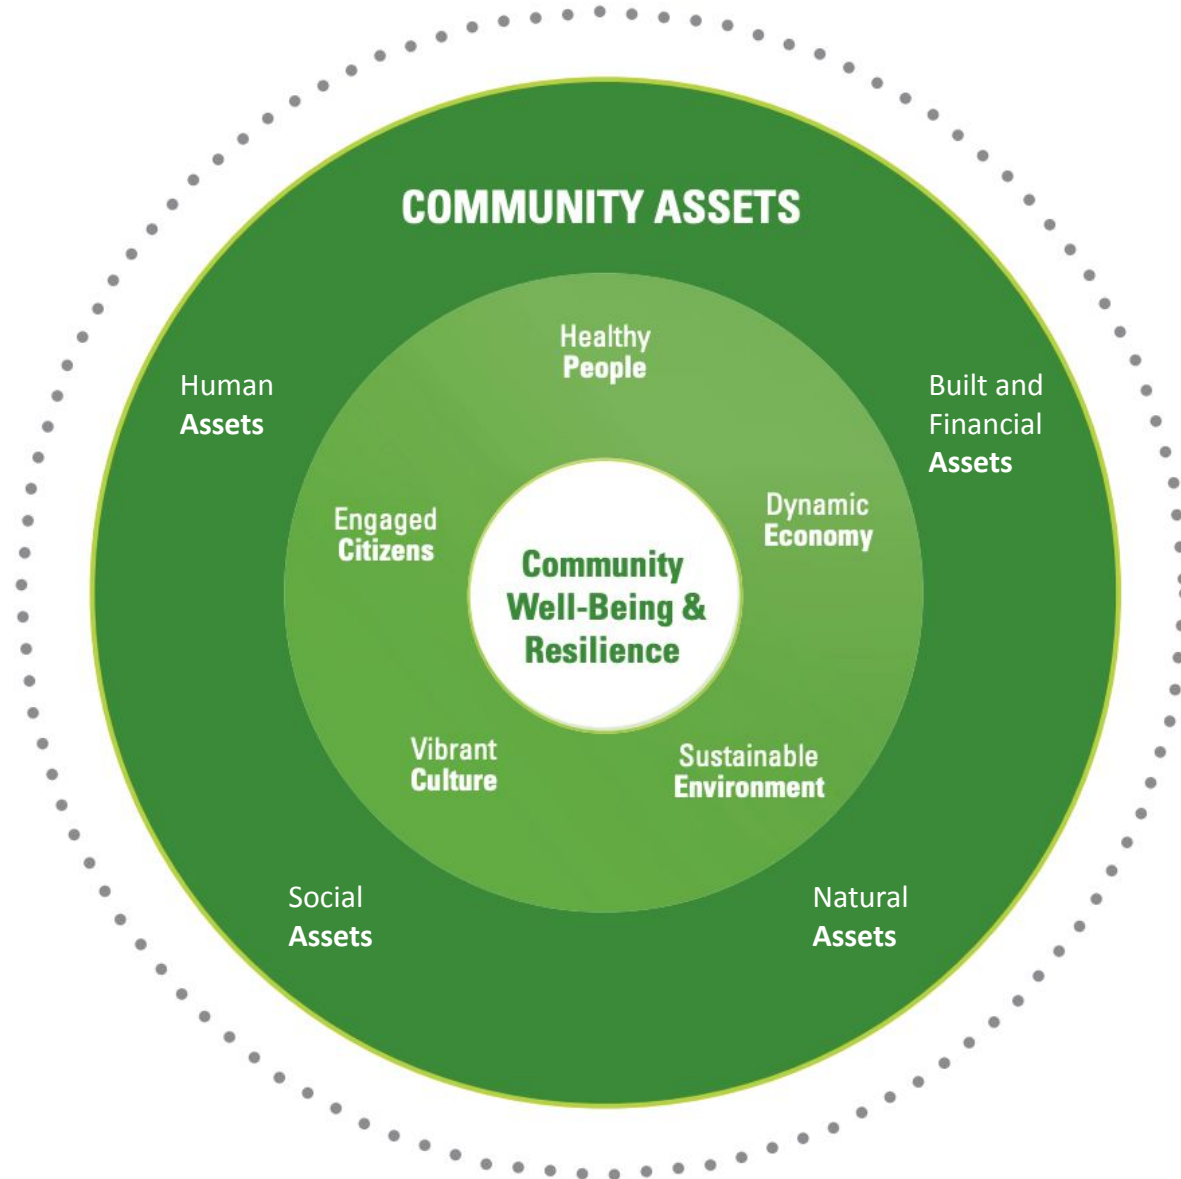 COMMUNITY ASSETS
Healthy
People
Human
Assets
Built and
Financial
Assets
Engaged
Citizens
Dynamic
Economy
Community
Well-Being &
Resilience
Vibrant
Culture
Sustainable
Environment
Social
Assets
Natural
Assets